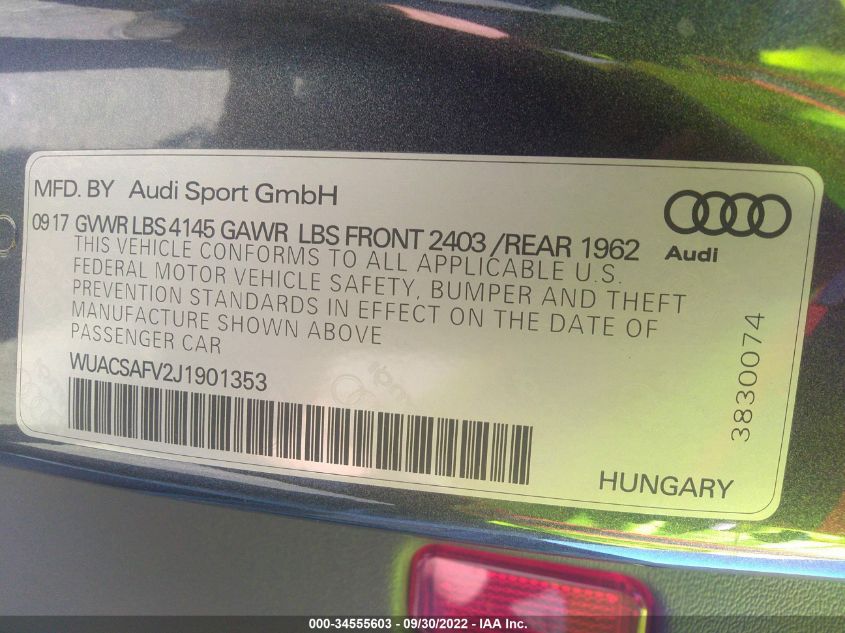 MFD. BY Audi Sport GmbH
09 17 GVWR LBS 4145 GAWR LBS FRONT 2403 /REAR 1962
THIS VEHICLE CONFORMS TO ALL APPLICABLE U.S.
FEDERAL MOTOR VEHICLE SAFETY, BUMPER AND THEFT
PREVENTION STANDARDS IN EFFECT ON THE DATE OF
MANUFACTURE SHOWN ABOVE
PASSENGER CAR
WUACSAFV2J1901353
Audi
3830074
HUNGARY
000-34555603 - 09/30/2022 - IAA Inc.